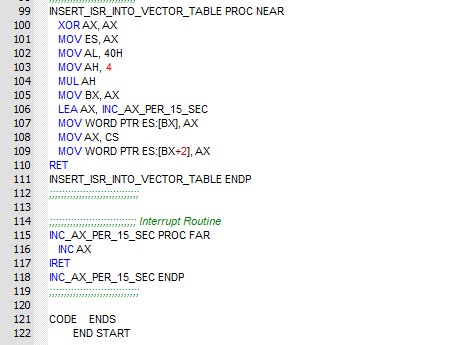 99 INSERT_ISR_INTO_VECTOR_TABLE PROC NEAR
100 XOR AX, AX
101 MOV ES, AX
102 MOV AL, 40H
103 MOV AH, 4
104 MUL AH
105 MOV BX, AX
106 LEA AX, INC_AX_PER_15_SEC
107 MOV WORD PTR ES:[BX], AX
108 MOV AX, CS
109 MOV WORD PTR ES:[BX+2], AX
110 RET
111 INSERT_ISR_INTO_VECTOR_TABLE ENDP
112 ;;;;;;;;;;;;;;;;;;;;;;;;;;;;;;
113
114 ;;;;;;;;;;;;;;;;;;;;;;;;;;;;; Interrupt Routine
115 INC_AX_PER_15_SEC PROC FAR
116 INC AX
117 IRET
118 INC_AX_PER_15_SEC ENDP
119 ;;;;;;;;;;;;;;;;;;;;;;;;;;;;;;
120
121 CODE ENDS
122 END START